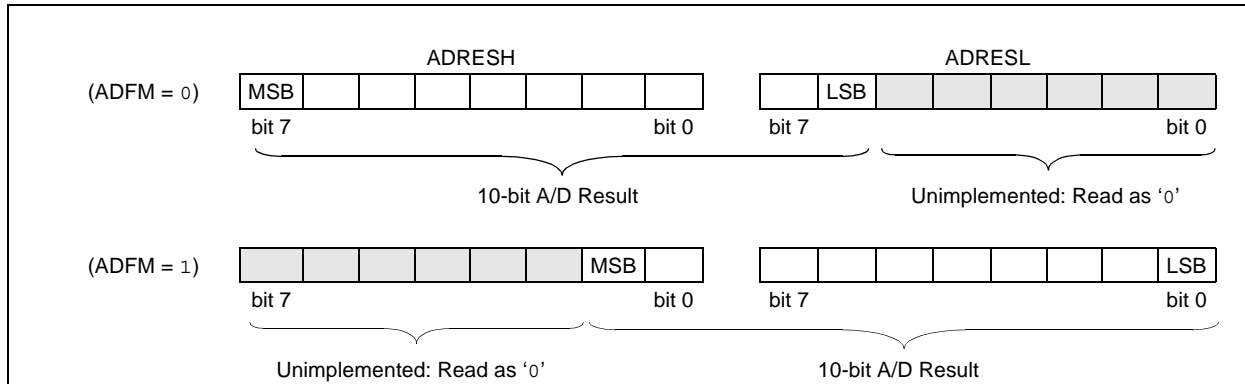 ADRESH ADRESL
(ADFM = 0) MSB LSB
bit 7 bit 0 bit 7 bit 0
10-bit A/D Result Unimplemented: Read as ‘0’
(ADFM = 1) MSB LSB
bit 7 bit 0 bit 7 bit 0
Unimplemented: Read as ‘0’ 10-bit A/D Result